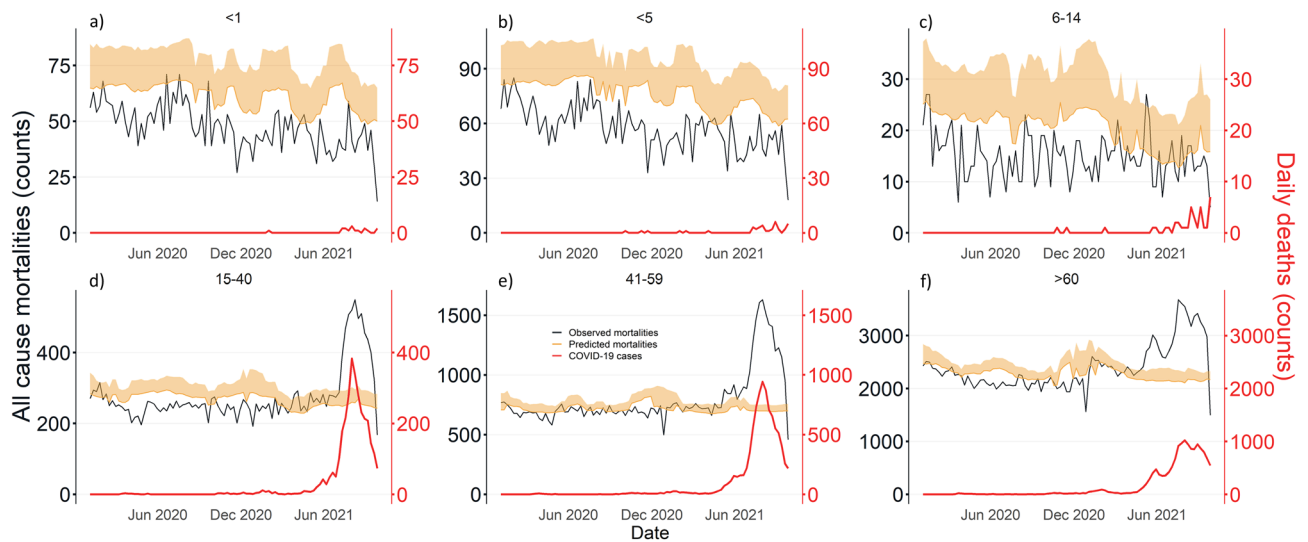 a) <1
b) <5
c) 6-14
75 75
50 50
25 25
0 0
90 90
60 60
30 30
0 0
30 30
20 20
10 10
0 0
Jun 2020 Dec 2020 Jun 2021
Jun 2020 Dec 2020 Jun 2021
Jun 2020 Dec 2020 Jun 2021
All cause mortalities (counts)
Daily deaths (counts)
d) 15-40
e) 41-59
f) >60
400 400
200 200
0 0
1500 1500
1000 1000
500 500
0 0
Observed mortalities
Predicted mortalities
COVID-19 cases
3000 3000
2000 2000
1000 1000
0 0
Jun 2020 Dec 2020 Jun 2021
Jun 2020 Dec 2020 Jun 2021
Jun 2020 Dec 2020 Jun 2021
Date